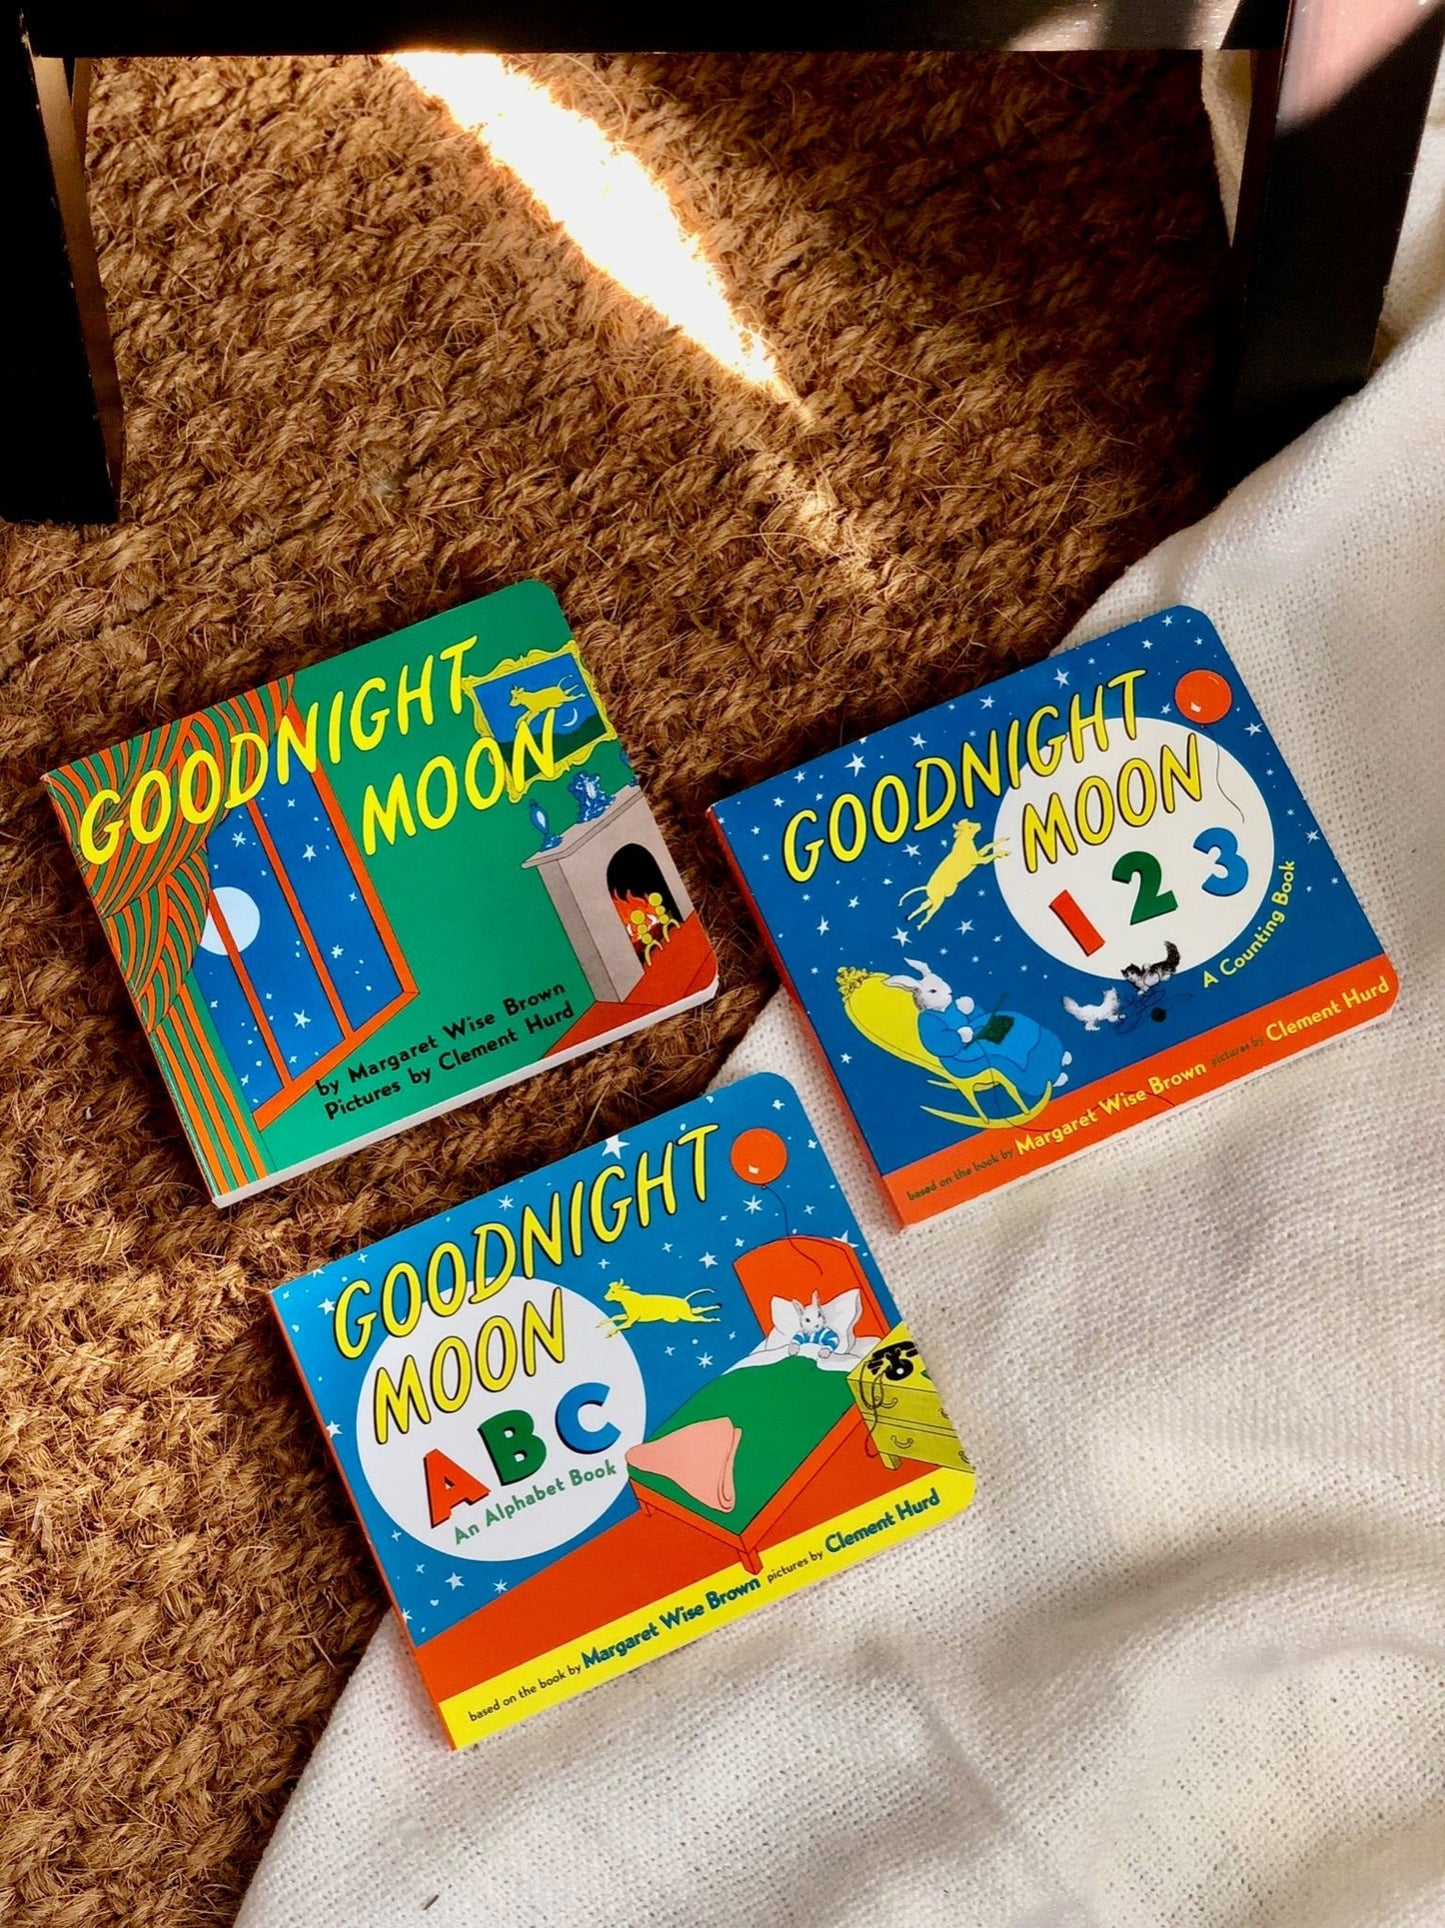 GOODNIGHT
MOON
by Margaret Wise Brown
Pictures by Clement Hurd
GOODNIGHT
MOON
1 2 3
A Counting Book
based on the book by Margaret Wise Brown pictures by Clement Hurd
GOODNIGHT
MOON
ABC
An Alphabet Book
based on the book by Margaret Wise Brown pictures by Clement Hurd